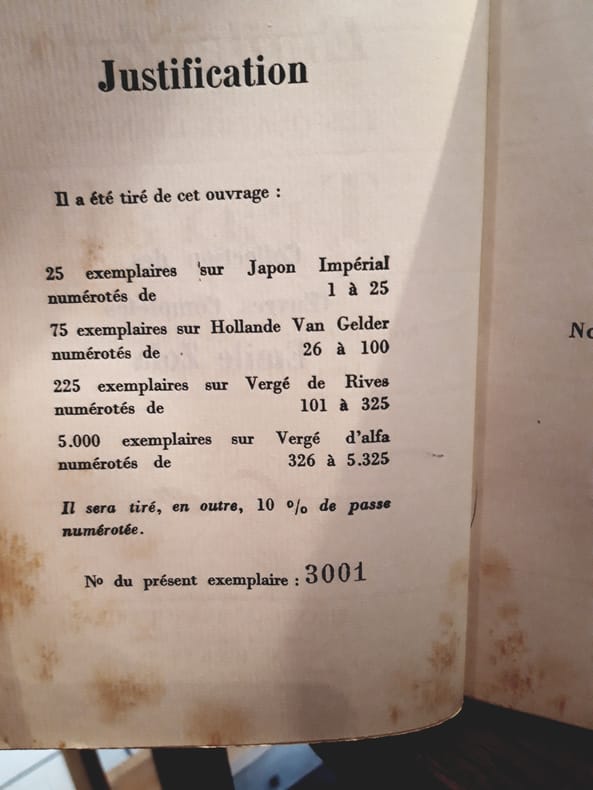 Justification
Il a été tiré de cet ouvrage :
25 exemplaires sur Japon Impérial
numérotés de 1 à 25
75 exemplaires sur Hollande Van Gelder
numérotés de 26 à 100
225 exemplaires sur Vergé de Rives
numérotés de 101 à 325
5.000 exemplaires sur Vergé d'alfa
numérotés de 326 à 5.325
Il sera tiré, en outre, 10 % de passe
numérotée.
Nº du présent exemplaire : 3001